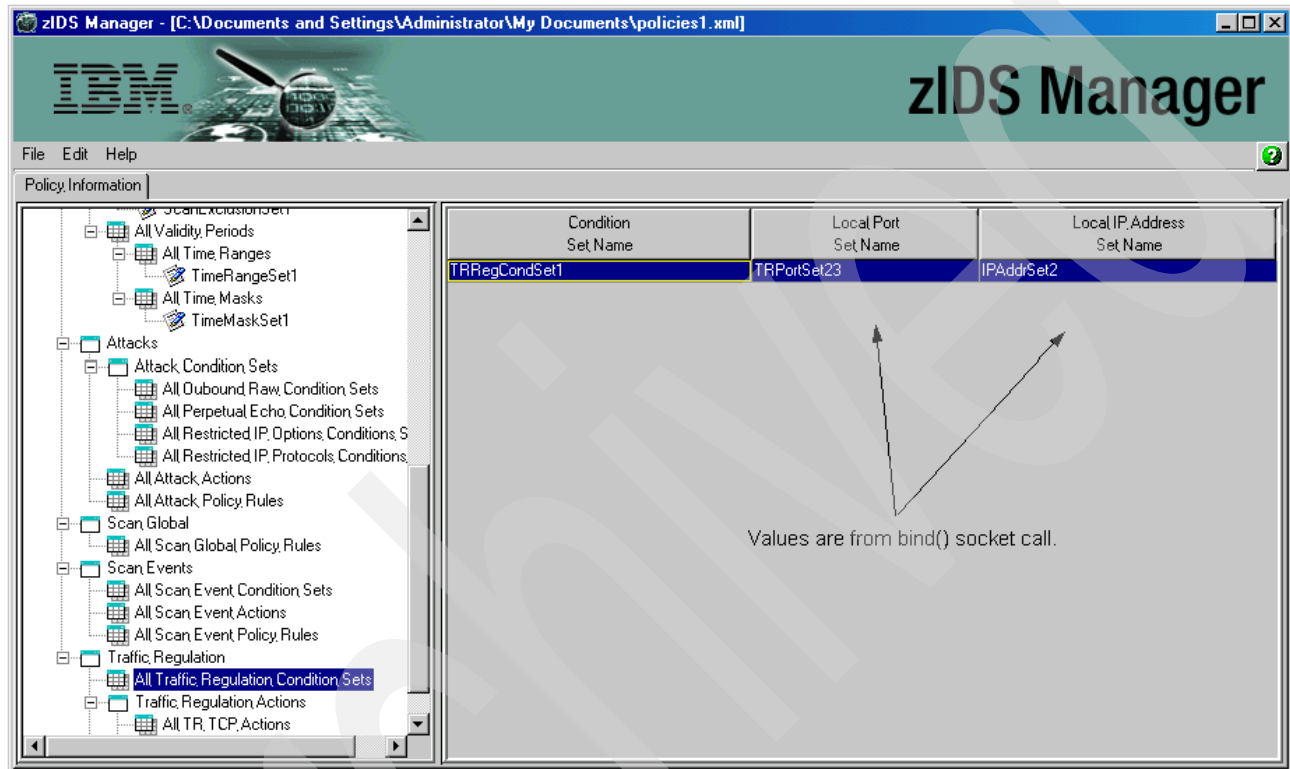 zIDS Manager - [C:\Documents and Settings\Administrator\My Documents\policies1.xml]
IBM®
zIDS Manager
File Edit Help
Policy Information
ScanExclusionSet1
All Validity Periods
All Time Ranges
TimeRangeSet1
All Time Masks
TimeMaskSet1
Attacks
Attack Condition Sets
All Oubound Raw Condition Sets
All Perpetual Echo Condition Sets
All Restricted IP Options Conditions S
All Restricted IP Protocols Conditions
All Attack Actions
All Attack Policy Rules
Scan Global
All Scan Global Policy Rules
Scan Events
All Scan Event Condition Sets
All Scan Event Actions
All Scan Event Policy Rules
Traffic Regulation
All Traffic Regulation Condition Sets
Traffic Regulation Actions
All TR TCP Actions
Condition Set Name
Local Port Set Name
Local IP Address Set Name
TRRegCondSet1 TRPortSet23 IPAddrSet2
Values are from bind() socket call.